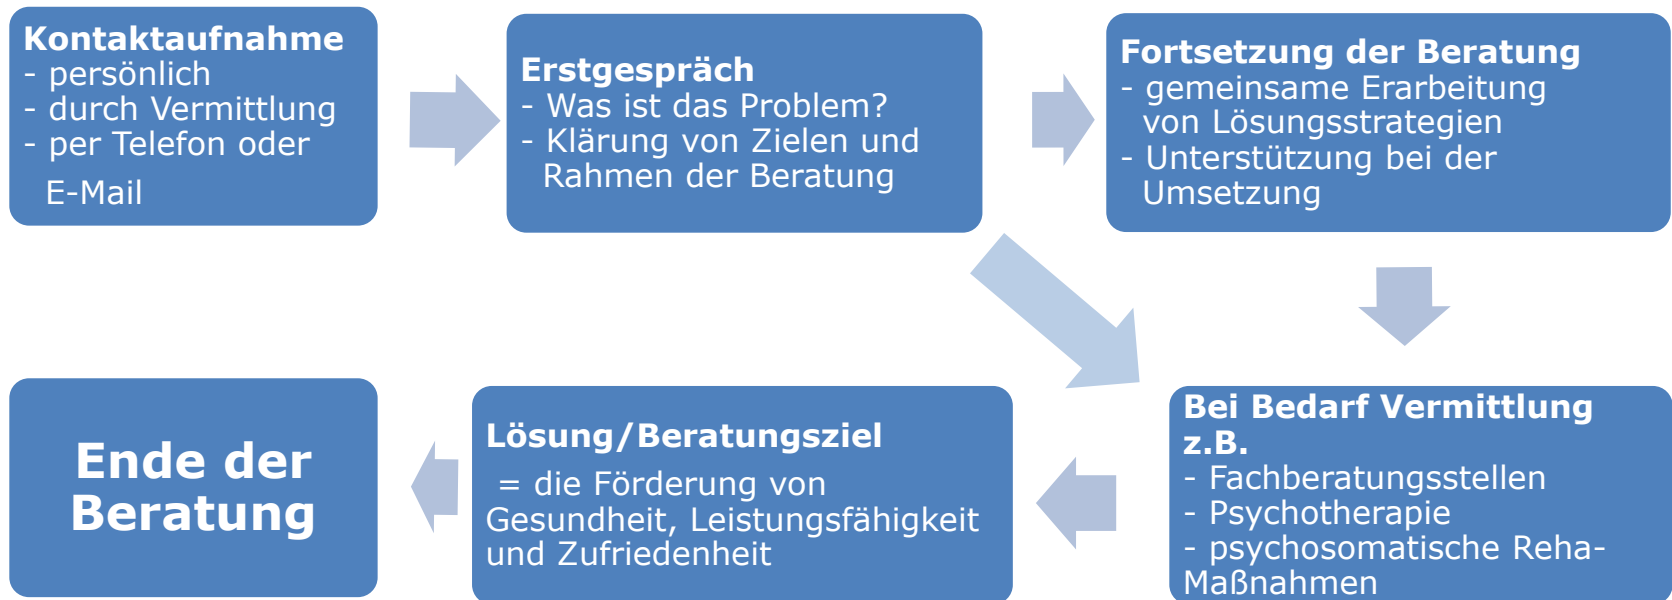 Kontaktaufnahme
- persönlich
- durch Vermittlung
- per Telefon oder
E-Mail
Erstgespräch
- Was ist das Problem?
- Klärung von Zielen und
Rahmen der Beratung
Fortsetzung der Beratung
- gemeinsame Erarbeitung
von Lösungsstrategien
- Unterstützung bei der
Umsetzung
Bei Bedarf Vermittlung
z.B.
- Fachberatungsstellen
- Psychotherapie
- psychosomatische Reha-
Maßnahmen
Lösung/Beratungsziel
= die Förderung von
Gesundheit, Leistungsfähigkeit
und Zufriedenheit
Ende der
Beratung